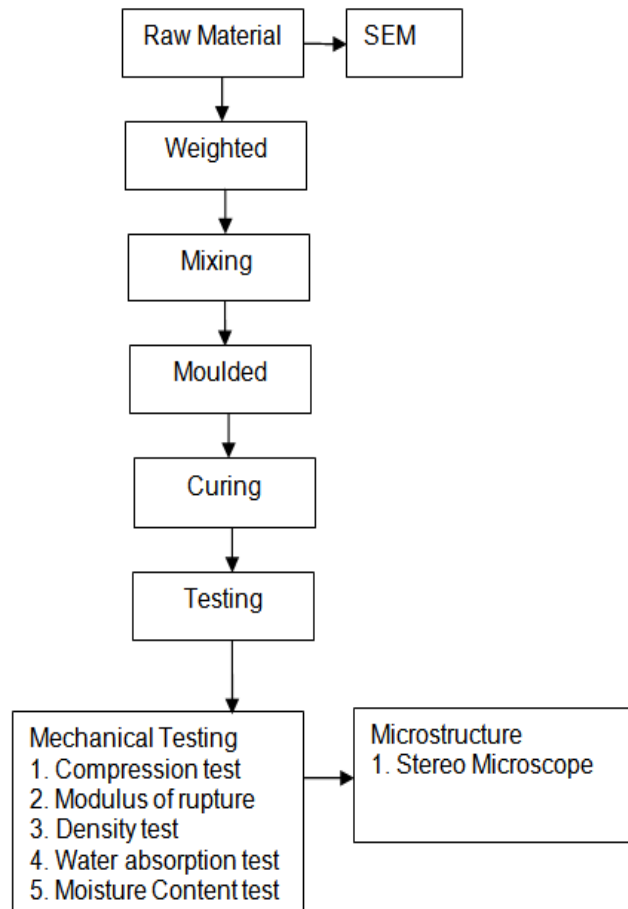 Raw Material
SEM
Weighted
Mixing
Moulded
Curing
Testing
Mechanical Testing
1. Compression test
2. Modulus of rupture
3. Density test
4. Water absorption test
5. Moisture Content test
Microstructure
1. Stereo Microscope